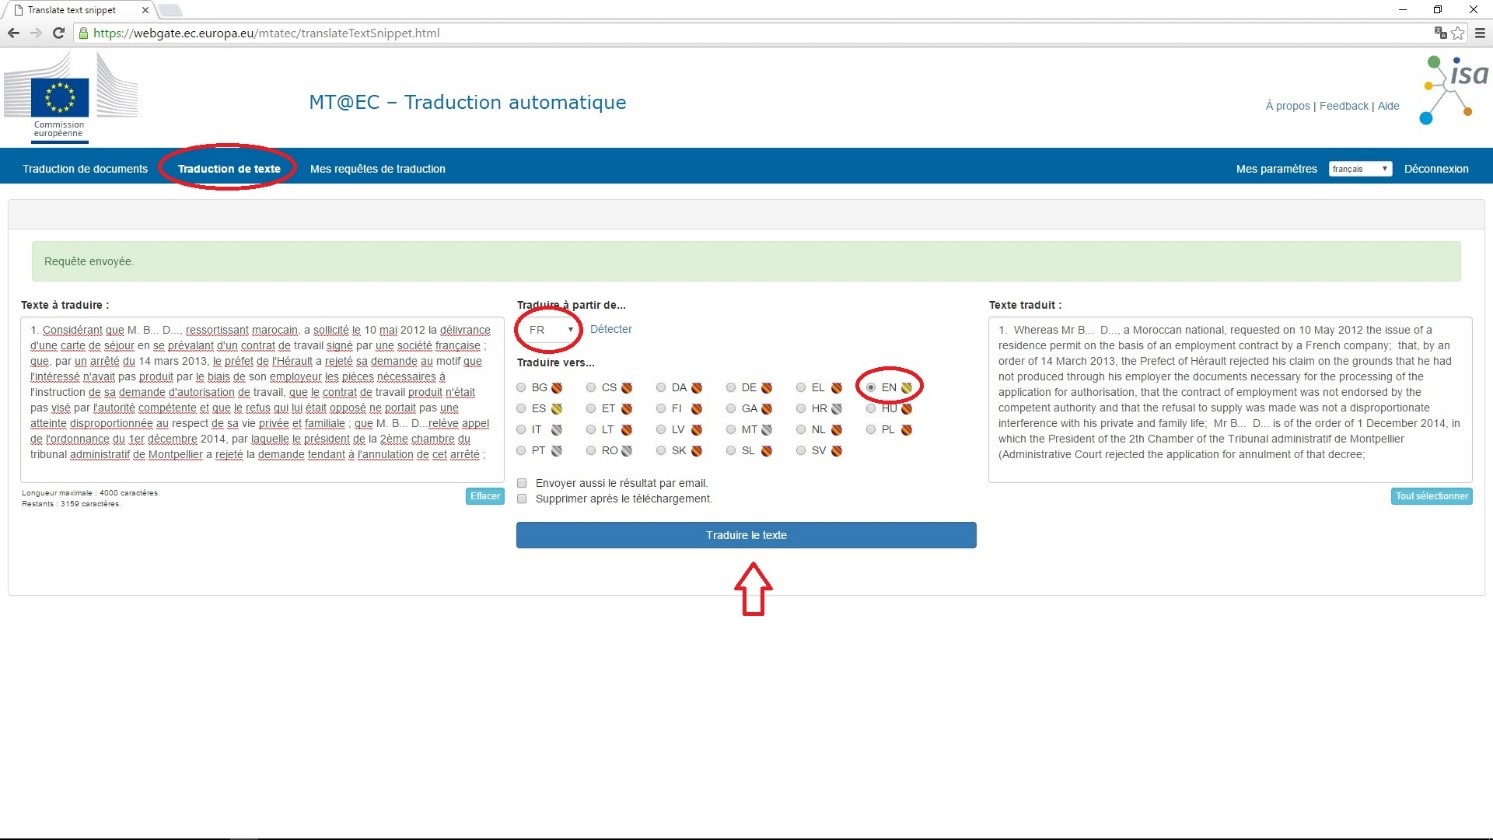 Translate text snippet
https://webgate.ec.europa.eu/mtatec/translateTextSnippet.html
Commission
européenne
MT@EC – Traduction automatique
À propos | Feedback | Aide
isa
Traduction de documents Traduction de texte Mes requêtes de traduction Mes paramètres français Déconnexion
Requête envoyée.
Texte à traduire :
1. Considérant que M. B... D..., ressortissant marocain, a sollicité le 10 mai 2012 la délivrance
d'une carte de séjour en se prévalant d'un contrat de travail signé par une société française ;
que, par un arrêté du 14 mars 2013, le préfet de l'Hérault a rejeté sa demande au motif que
l'intéressé n'avait pas produit par le biais de son employeur les pièces nécessaires à
l'instruction de sa demande d'autorisation de travail, que le contrat de travail produit n'était
pas visé par l'autorité compétente et que le refus qui lui était opposé ne portait pas une
atteinte disproportionnée au respect de sa vie privée et familiale ; que M. B... D...relève appel
de l'ordonnance du 1er décembre 2014, par laquelle le président de la 2ème chambre du
tribunal administratif de Montpellier a rejeté la demande tendant à l'annulation de cet arrêté ;
Longueur maximale : 4000 caractères.
Restants : 3159 caractères.
Effacer
Traduire à partir de...
FR Détecter
Traduire vers...
BG CS DA DE EL EN
ES ET FI GA HR HU
IT LT LV MT NL PL
PT RO SK SL SV
Envoyer aussi le résultat par email.
Supprimer après le téléchargement.
Traduire le texte
Texte traduit :
1. Whereas Mr B... D..., a Moroccan national, requested on 10 May 2012 the issue of a
residence permit on the basis of an employment contract by a French company; that, by an
order of 14 March 2013, the Prefect of Hérault rejected his claim on the grounds that he had
not produced through his employer the documents necessary for the processing of the
application for authorisation, that the contract of employment was not endorsed by the
competent authority and that the refusal to supply was made was not a disproportionate
interference with his private and family life; Mr B... D... is of the order of 1 December 2014, in
which the President of the 2th Chamber of the Tribunal administratif de Montpellier
(Administrative Court rejected the application for annulment of that decree;
Tout sélectionner